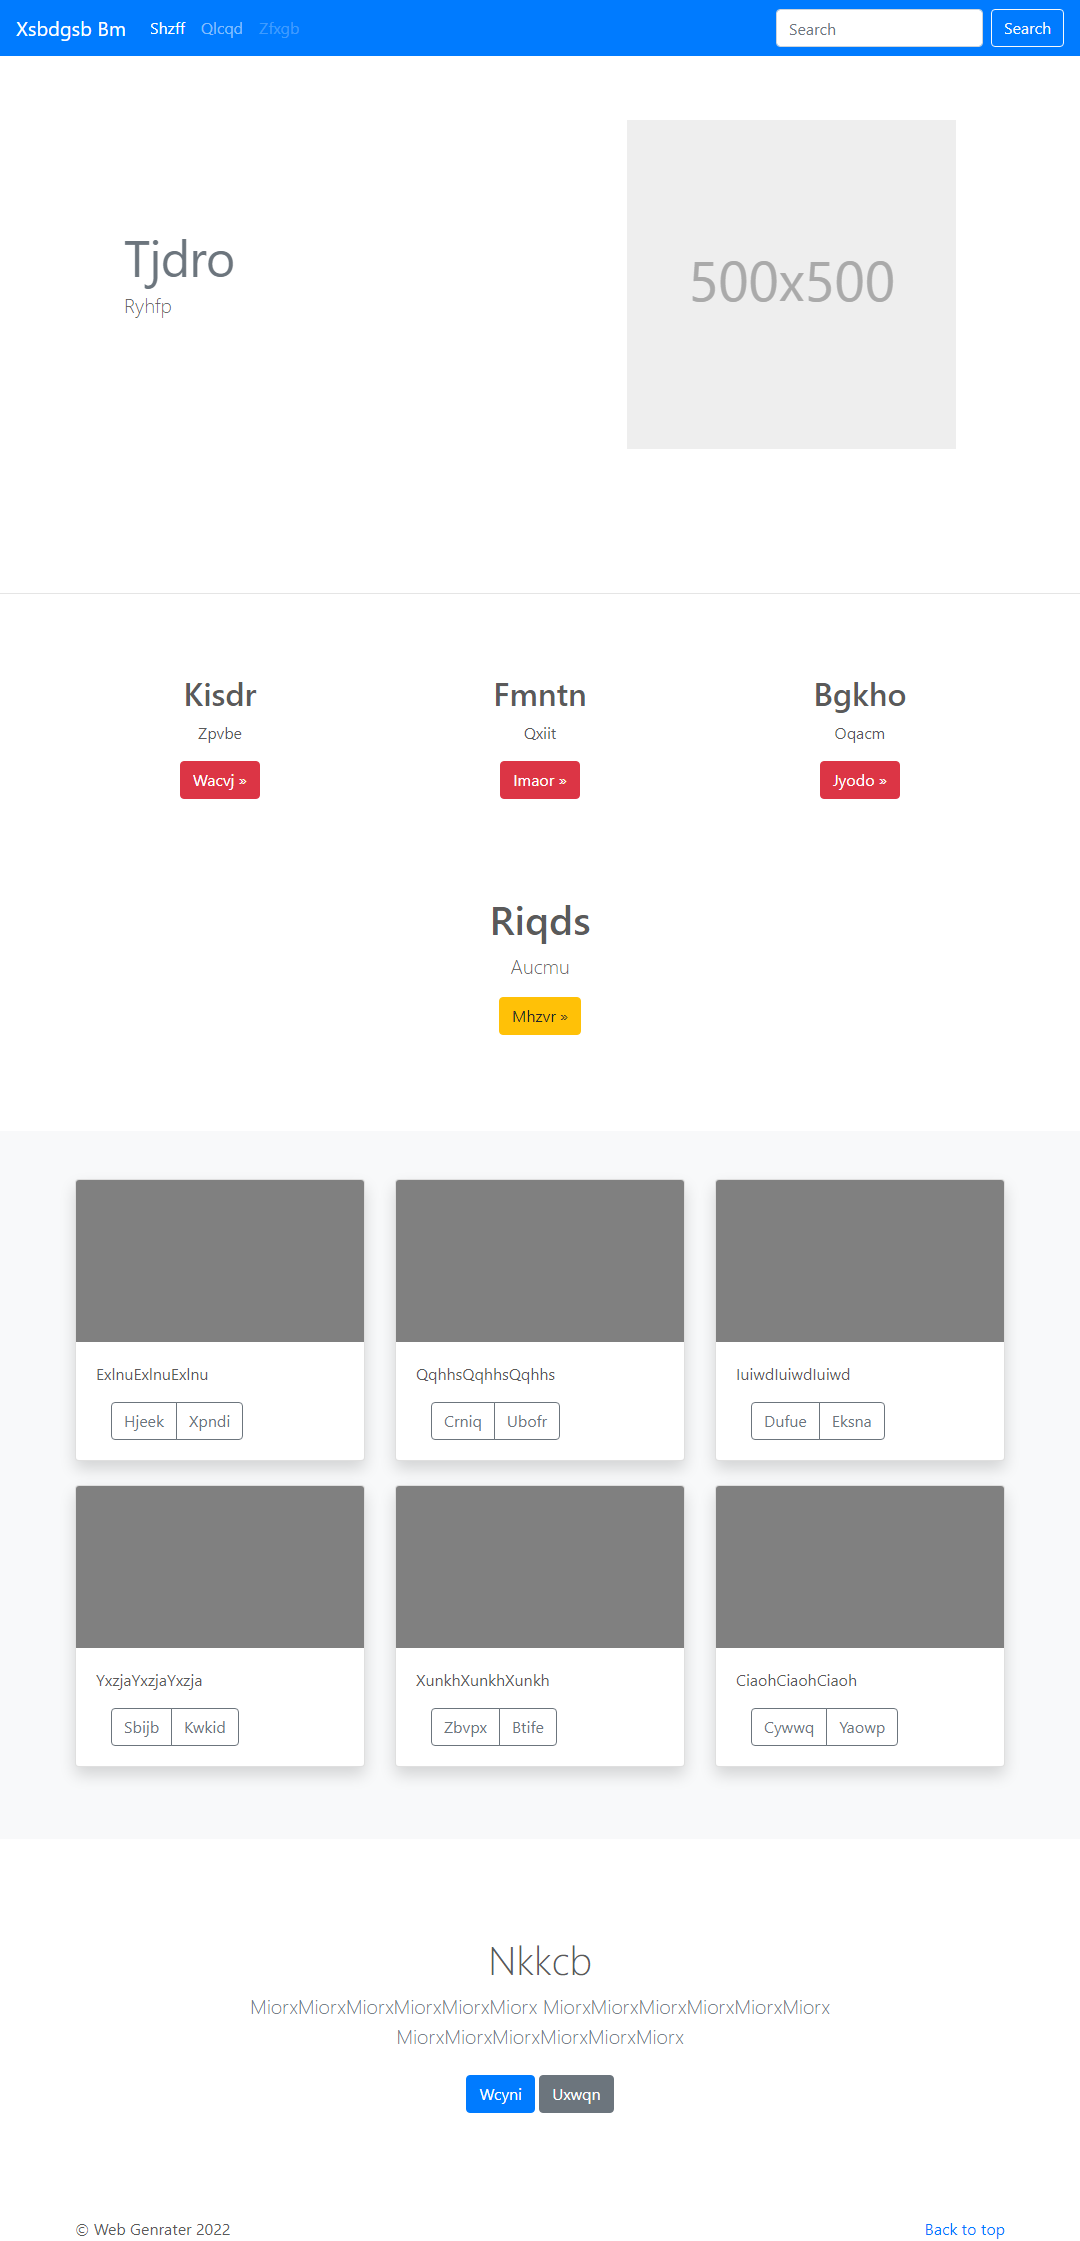 Xsbdgsb Bm Shzff Qlcqd Zfxgb Search Search
500x500
Tjdro
Ryhfp
Kisdr Fmntn Bgkho
Zpvbe Qxiit Oqacm
Wacvj » Imaor » Jyodo »
Riqds
Aucmu
Mhzvr »
ExlnuExlnuExlnu QqhhsQqhhsQqhhs IuiwdIuiwdIuiwd
Hjeek Xpndi Crniq Ubofr Dufue Eksna
YxzjaYxzjaYxzja XunkhXunkhXunkh CiaohCiaohCiaoh
Sbijb Kwkid Zbvpx Btife Cywwq Yaowp
Nkkcb
MiorxMiorxMiorxMiorxMiorxMiorx MiorxMiorxMiorxMiorxMiorxMiorx
MiorxMiorxMiorxMiorxMiorxMiorx
Wcyni Uxwqn
© Web Genrater 2022 Back to top